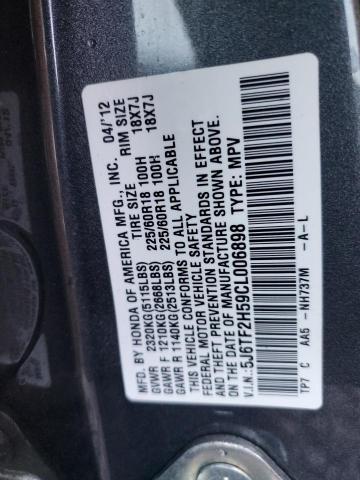 MFD. BY HONDA OF AMERICA MFG., INC. 04/'12
TIRE SIZE RIM SIZE
GVWR 2320KG(5115LBS)
GAWR F 1210KG(2668LBS) 225/60R18 100H 18X7J
GAWR R 1140KG(2513LBS) 225/60R18 100H 18X7J
THIS VEHICLE CONFORMS TO ALL APPLICABLE
FEDERAL MOTOR VEHICLE SAFETY
AND THEFT PREVENTION STANDARDS IN EFFECT
ON THE DATE OF MANUFACTURE SHOWN ABOVE.
V.I.N.:5J6TF2H59CL006898 TYPE: MPV
TP7 C AA5 - NH737M - A-L